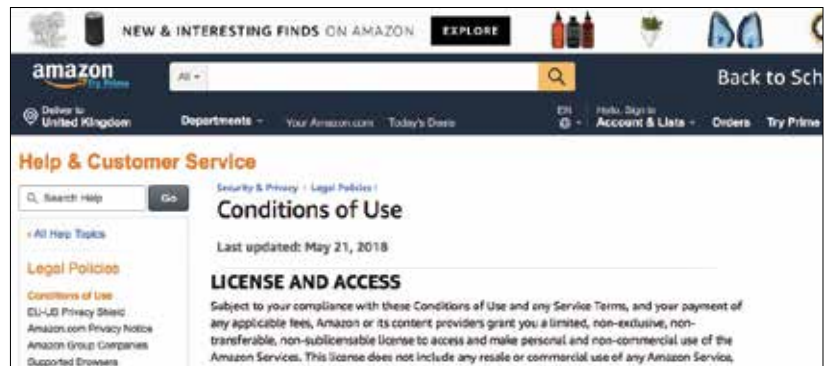 NEW & INTERESTING FINDS ON AMAZON EXPLORE
amazon
Try Prime
All
Back to Sch
Deliver to
United Kingdom
Departments
Your Amazon.com
Today's Deals
EN
Hello, Sign in
Account & Lists
Orders
Try Prime
Help & Customer Service
Search Help
Go
‹ All Help Topics
Legal Policies
Conditions of Use
EU-US Privacy Shield
Amazon.com Privacy Notice
Amazon Group Companies
Supported Browsers
Security & Privacy › Legal Policies ›
Conditions of Use
Last updated: May 21, 2018
LICENSE AND ACCESS
Subject to your compliance with these Conditions of Use and any Service Terms, and your payment of
any applicable fees, Amazon or its content providers grant you a limited, non-exclusive, non-
transferable, non-sublicensable license to access and make personal and non-commercial use of the
Amazon Services. This license does not include any resale or commercial use of any Amazon Service,